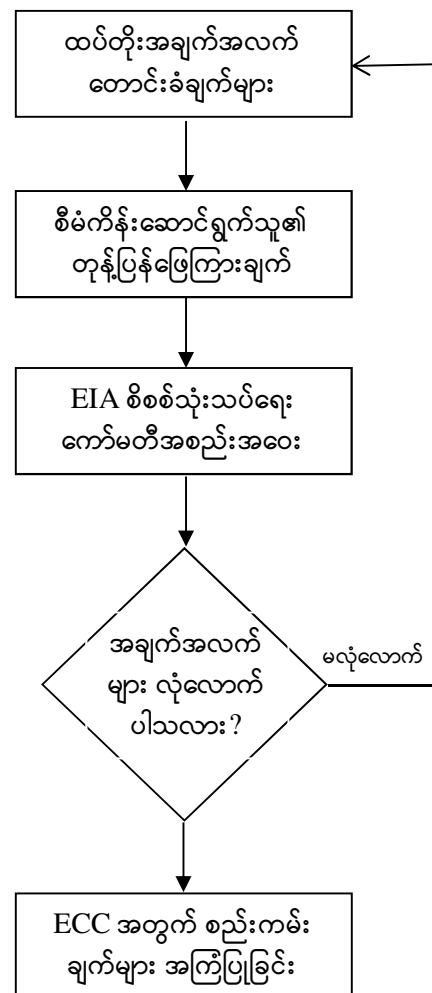 ထပ်တိုးအချက်အလက်
တောင်းခံချက်များ
စီမံကိန်းဆောင်ရွက်သူ၏
တုန့်ပြန်ဖြေကြားချက်
EIA စိစစ်သုံးသပ်ရေး
ကော်မတီအစည်းအဝေး
အချက်အလက်
များ လုံလောက်
ပါသလား?
မလုံလောက်
ECC အတွက် စည်းကမ်း
ချက်များ အကြံပြုခြင်း